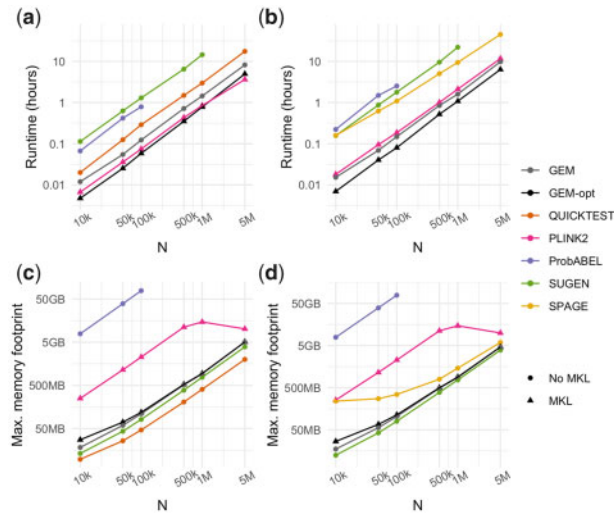 (a)
Runtime (hours)
10
1
0.1
0.01
10k
50k
100k
500k
1M
5M
N
(b)
Runtime (hours)
10
1
0.1
0.01
10k
50k
100k
500k
1M
5M
N
(c)
Max. memory footprint
50GB
5GB
500MB
50MB
10k
50k
100k
500k
1M
5M
N
(d)
Max. memory footprint
50GB
5GB
500MB
50MB
10k
50k
100k
500k
1M
5M
N
GEM
GEM-opt
QUICKTEST
PLINK2
ProbABEL
SUGEN
SPAGE
No MKL
MKL